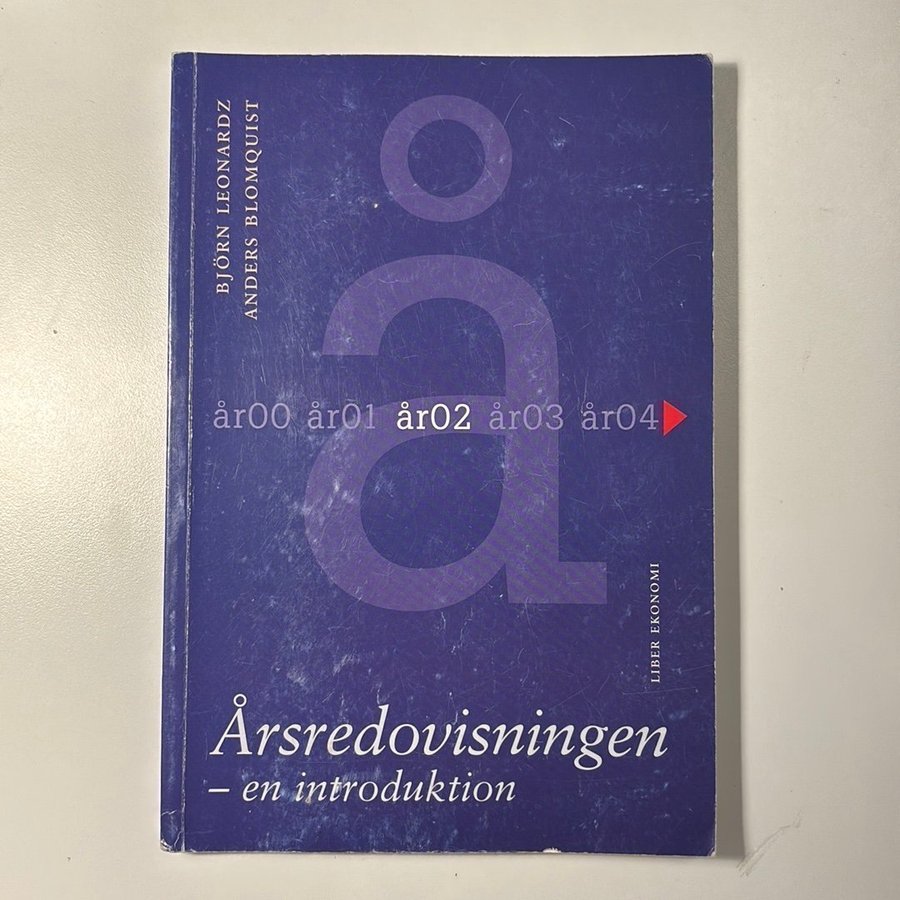 BJÖRN LEONARDZ
ANDERS BLOMQUIST
å
år00 år01 år02 år03 år04
LIBER EKONOMI
Årsredovisningen
– en introduktion